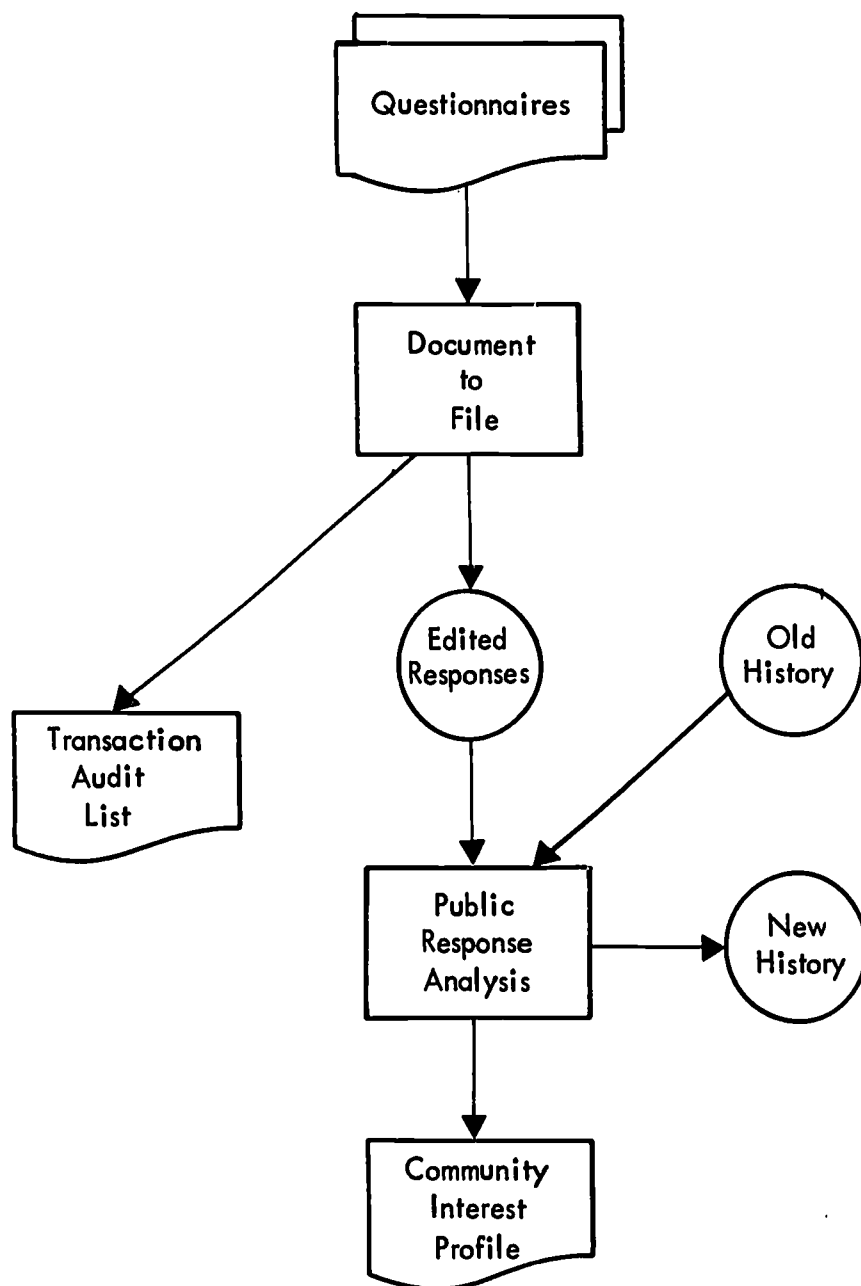 Questionnaires
Document
to
File
Edited
Responses
Old
History
Transaction
Audit
List
Public
Response
Analysis
New
History
Community
Interest
Profile